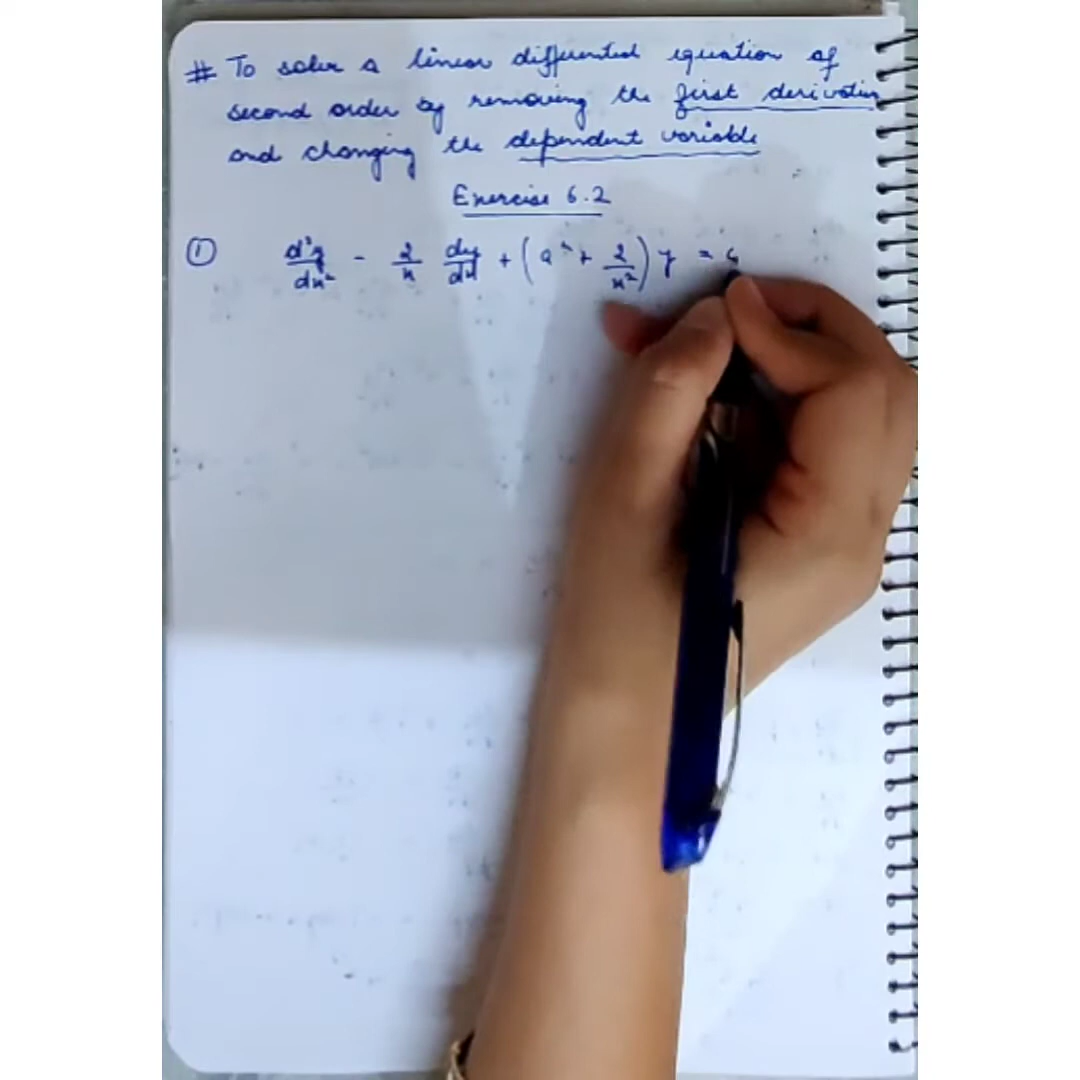 # To solve a linear differential equation of
second order by removing the first derivative
and changing the dependent variable
Exercise 6.2
① d²y/dx² - 2/x dy/dx + (a² + 2/x²) y =